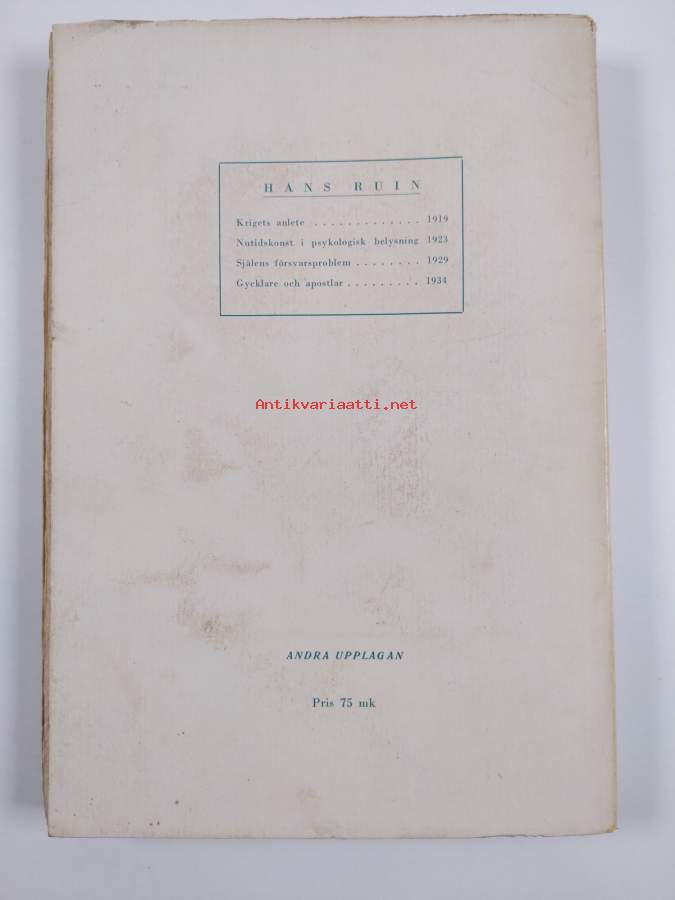 HANS RUIN
Krigets anlete . . . . . . . . . . . . . 1919
Nutidskonst i psykologisk belysning 1923
Själens försvarsproblem . . . . . . . . 1929
Gycklare och apostlar . . . . . . . . . 1934
Antikvariaatti.net
ANDRA UPPLAGAN
Pris 75 mk